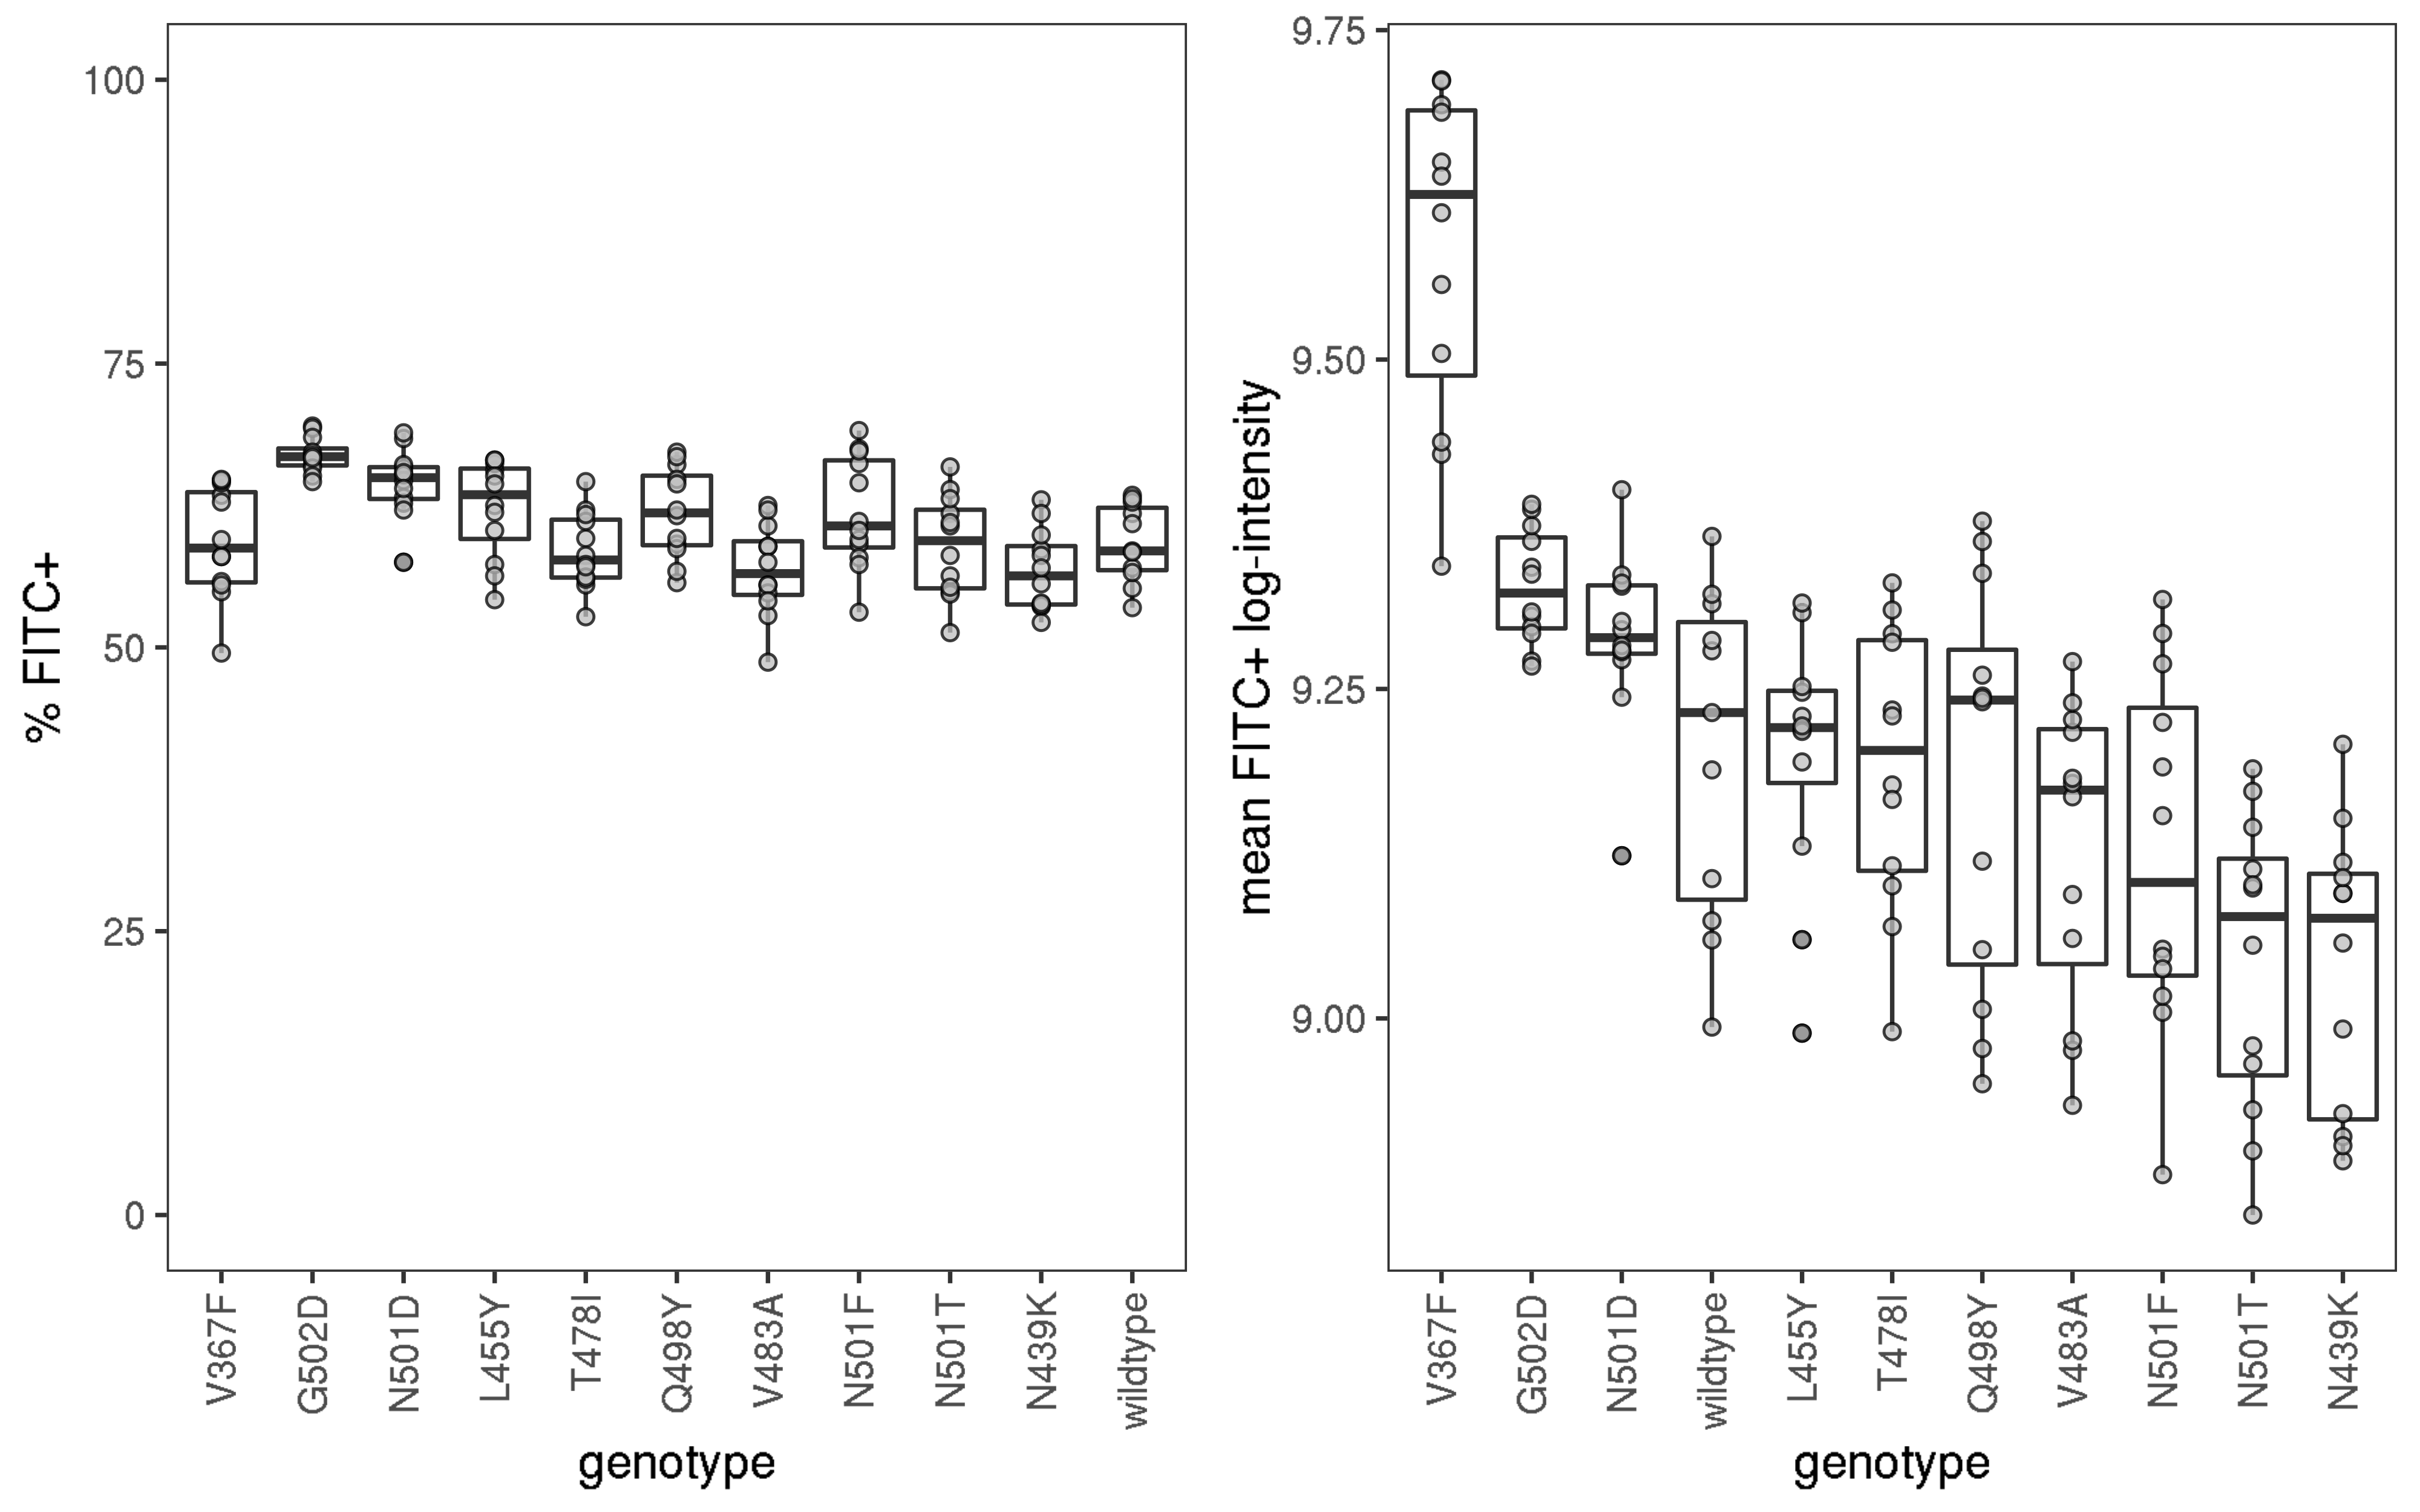 % FITC+
100
75
50
25
0
V367F
G502D
N501D
L455Y
T478I
Q498Y
V483A
N501F
N501T
N439K
wildtype
genotype
mean FITC+ log-intensity
9.75
9.50
9.25
9.00
V367F
G502D
N501D
wildtype
L455Y
T478I
Q498Y
V483A
N501F
N501T
N439K
genotype